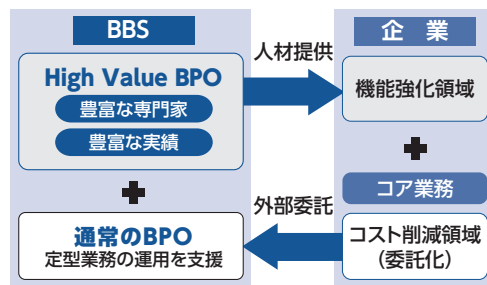 BBS
High Value BPO
豊富な専門家
豊富な実績
通常のBPO
定型業務の運用を支援
人材提供
外部委託
企 業
機能強化領域
コア業務
コスト削減領域
（委託化）